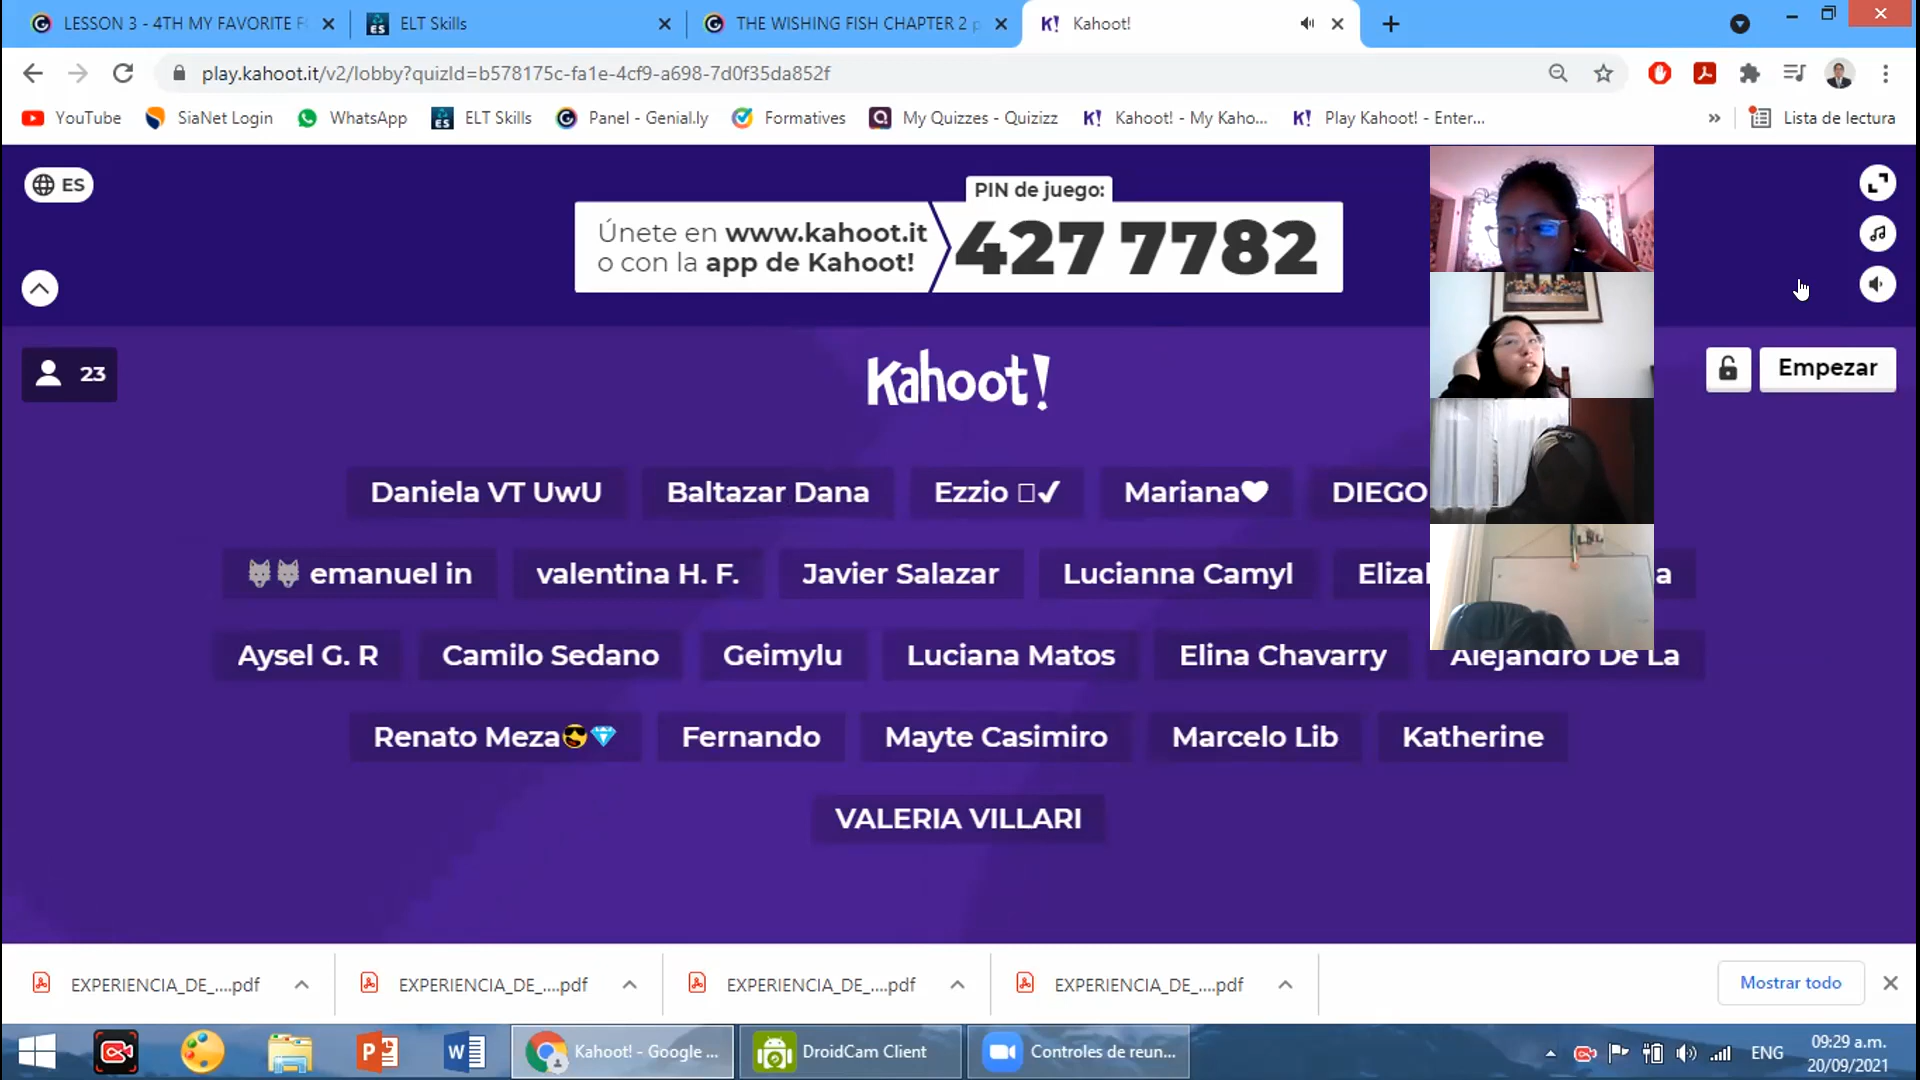 LESSON 3 - 4TH MY FAVORITE F
ELT Skills
THE WISHING FISH CHAPTER 2 p
Kahoot!
play.kahoot.it/v2/lobby?quizId=b578175c-fa1e-4cf9-a698-7d0f35da852f
YouTube
SiaNet Login
WhatsApp
ELT Skills
Panel - Genial.ly
Formatives
My Quizzes - Quizizz
Kahoot! - My Kaho...
Play Kahoot! - Enter...
Lista de lectura
ES
PIN de juego:
Únete en www.kahoot.it
o con la app de Kahoot!
427 7782
23
Kahoot!
Empezar
Daniela VT UwU
Baltazar Dana
Ezzio
Mariana
DIEGO
emanuel in
valentina H. F.
Javier Salazar
Lucianna Camyl
Aysel G. R
Camilo Sedano
Geimylu
Luciana Matos
Elina Chavarry
Alejandro De La
Renato Meza
Fernando
Mayte Casimiro
Marcelo Lib
Katherine
VALERIA VILLARI
EXPERIENCIA_DE_....pdf
EXPERIENCIA_DE_....pdf
EXPERIENCIA_DE_....pdf
EXPERIENCIA_DE_....pdf
Mostrar todo
Kahoot! - Google ...
DroidCam Client
Controles de reun...
ENG
09:29 a.m.
20/09/2021